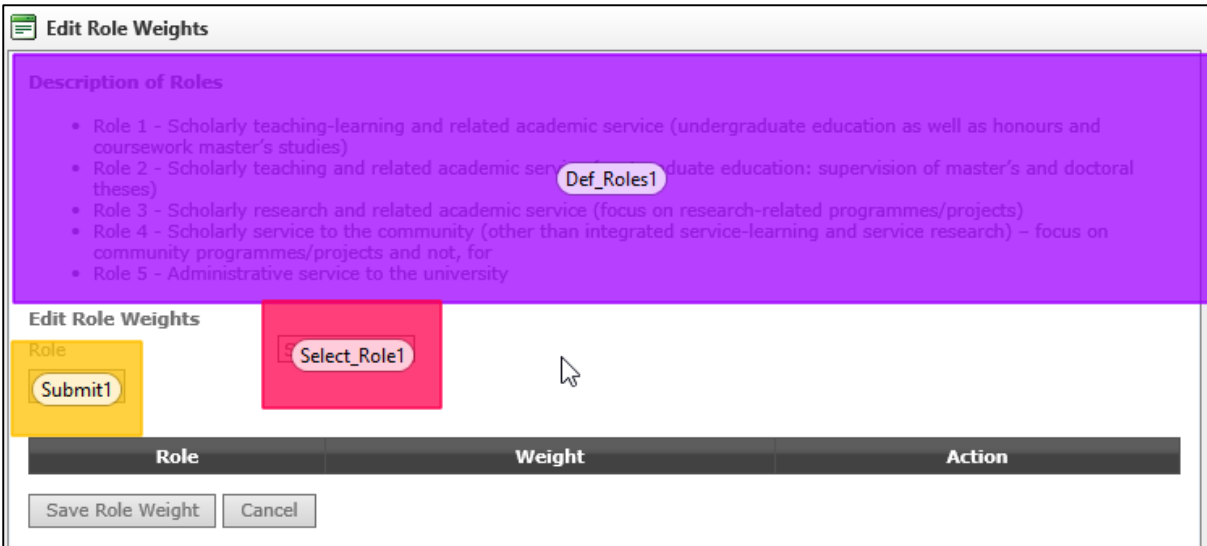 Edit Role Weights
Description of Roles
• Role 1 - Scholarly teaching-learning and related academic service (undergraduate education as well as honours and
coursework master's studies)
• Role 2 - Scholarly teaching and related academic uate education: supervision of master's and doctoral
Def_Roles1
theses)
• Role 3 - Scholarly research and related academic service (focus on research-related programmes/projects)
• Role 4 - Scholarly service to the community (other than integrated service-learning and service research) – focus on
community programmes/projects and not, for
• Role 5 - Administrative service to the university
Edit Role Weights
Role
Select_Role1
Submit1
Role Weight Action
Save Role Weight Cancel